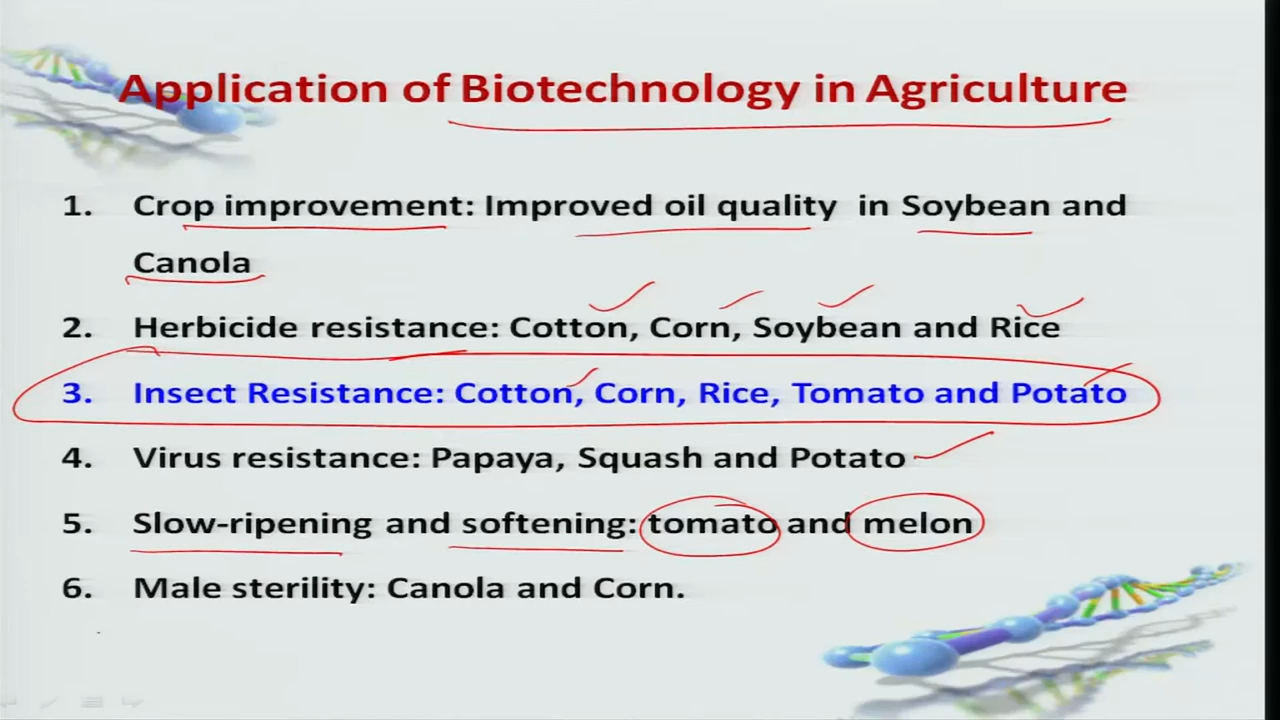 Application of Biotechnology in Agriculture
1. Crop improvement: Improved oil quality in Soybean and
Canola
2. Herbicide resistance: Cotton, Corn, Soybean and Rice
3. Insect Resistance: Cotton, Corn, Rice, Tomato and Potato
4. Virus resistance: Papaya, Squash and Potato
5. Slow-ripening and softening: tomato and melon
6. Male sterility: Canola and Corn.